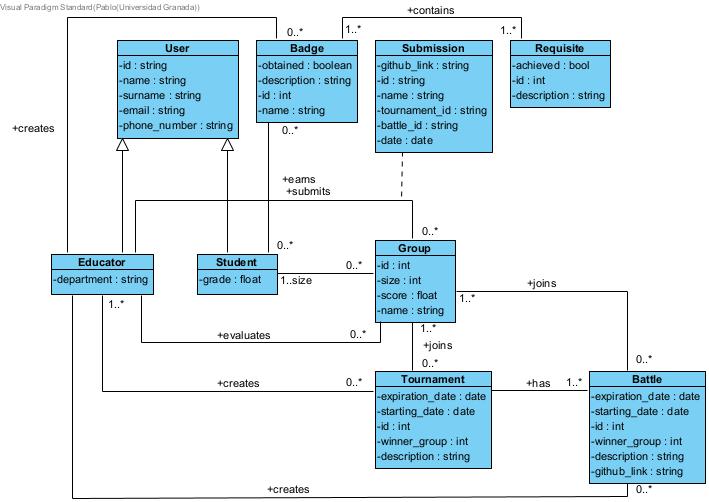 Visual Paradigm Standard(Pablo(Universidad Granada))
+contains
0..*
1..*
1..*
User
-id : string
-name : string
-surname : string
-email : string
-phone_number : string
Badge
-obtained : boolean
-description : string
-id : int
-name : string
Submission
-github_link : string
-id : string
-name : string
-tournament_id : string
-battle_id : string
-date : date
Requisite
-achieved : bool
-id : int
-description : string
+creates
0..*
+earns
+submits
0..*
0..*
Educator
-department : string
Student
-grade : float
0..*
1..size
Group
-id : int
-size : int
-score : float
-name : string
+joins
1..*
1..*
+evaluates
0..*
1..*
+joins
0..*
0..*
+creates
0..*
Tournament
-expiration_date : date
-starting_date : date
-id : int
-winner_group : int
-description : string
+has
1..*
Battle
-expiration_date : date
-starting_date : date
-id : int
-winner_group : int
-description : string
-github_link : string
+creates
0..*